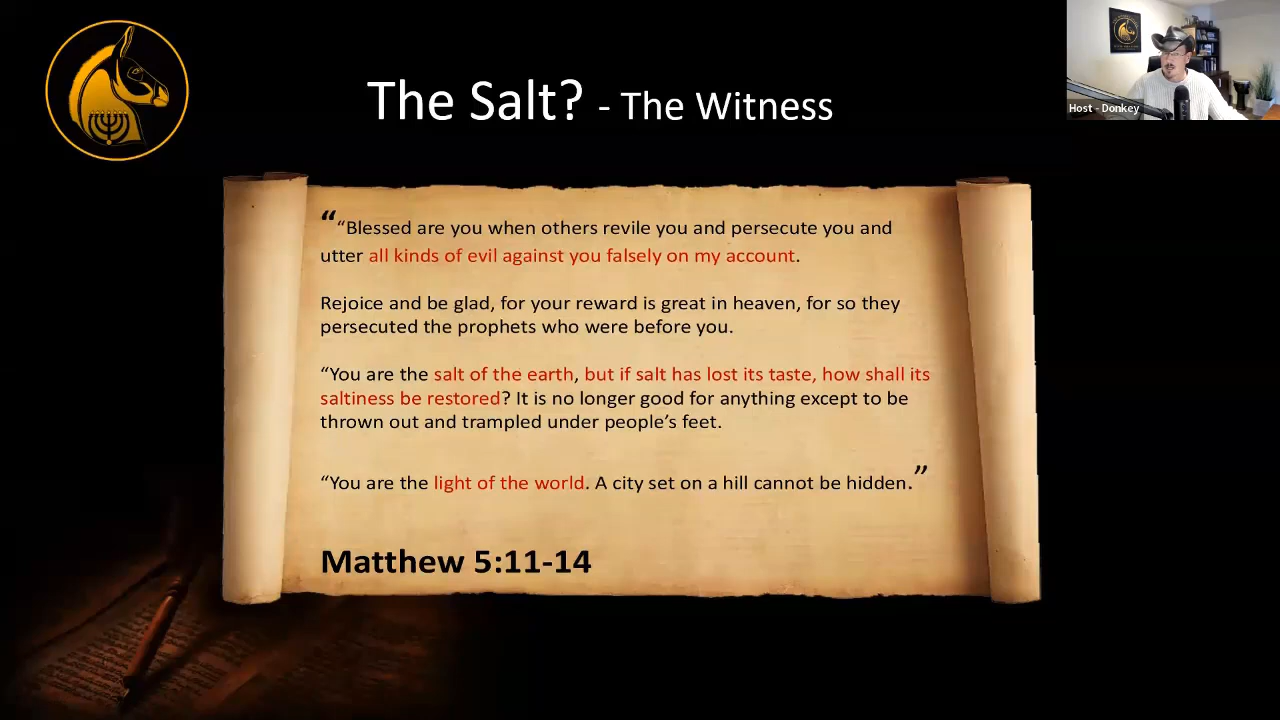 The Salt? - The Witness
Host - Donkey
““Blessed are you when others revile you and persecute you and
utter all kinds of evil against you falsely on my account.
Rejoice and be glad, for your reward is great in heaven, for so they
persecuted the prophets who were before you.
“You are the salt of the earth, but if salt has lost its taste, how shall its
saltiness be restored? It is no longer good for anything except to be
thrown out and trampled under people’s feet.
“You are the light of the world. A city set on a hill cannot be hidden.”
Matthew 5:11-14